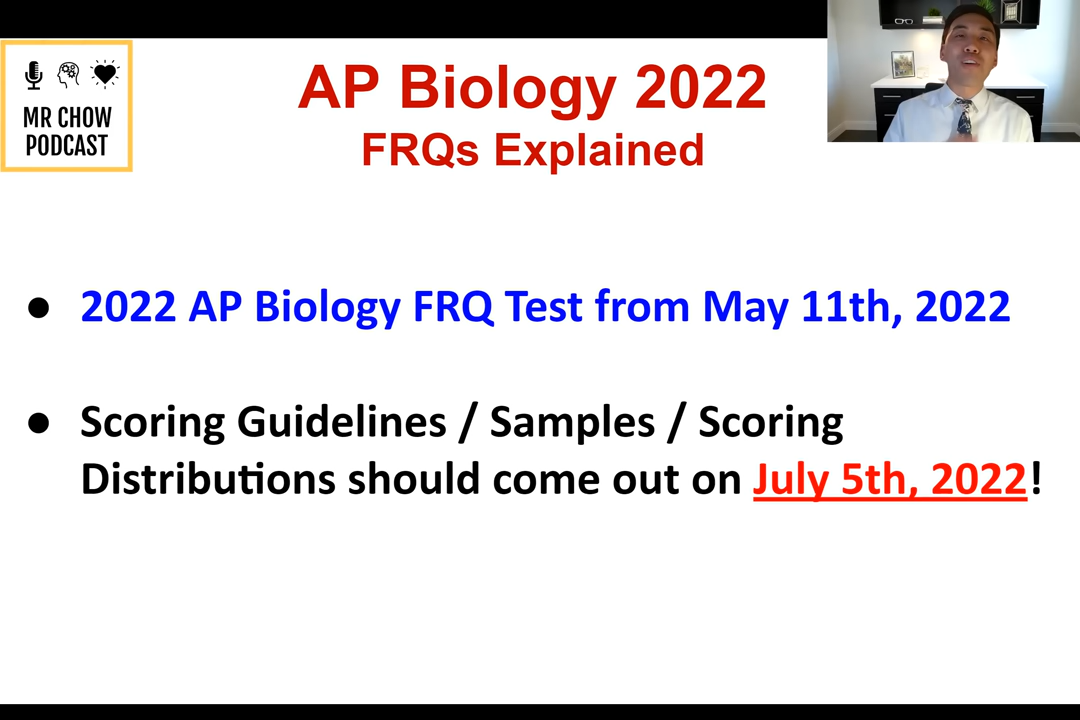 MR CHOW
PODCAST
AP Biology 2022
FRQs Explained
● 2022 AP Biology FRQ Test from May 11th, 2022
● Scoring Guidelines / Samples / Scoring
Distributions should come out on July 5th, 2022!